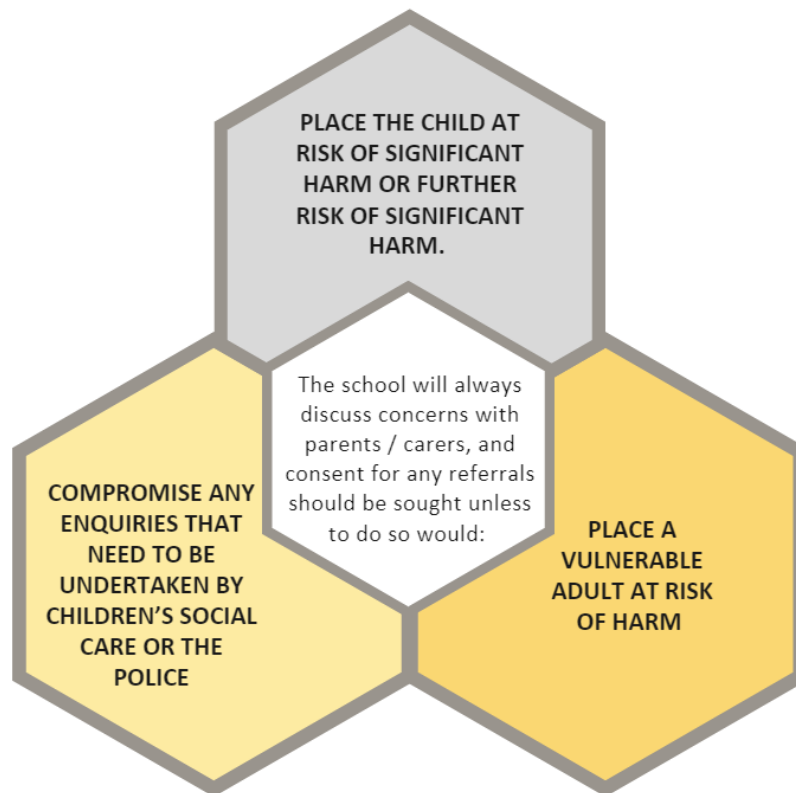 PLACE THE CHILD AT
RISK OF SIGNIFICANT
HARM OR FURTHER
RISK OF SIGNIFICANT
HARM.
The school will always
discuss concerns with
parents / carers, and
consent for any referrals
should be sought unless
to do so would:
COMPROMISE ANY
ENQUIRIES THAT
NEED TO BE
UNDERTAKEN BY
CHILDREN’S SOCIAL
CARE OR THE
POLICE
PLACE A
VULNERABLE
ADULT AT RISK
OF HARM